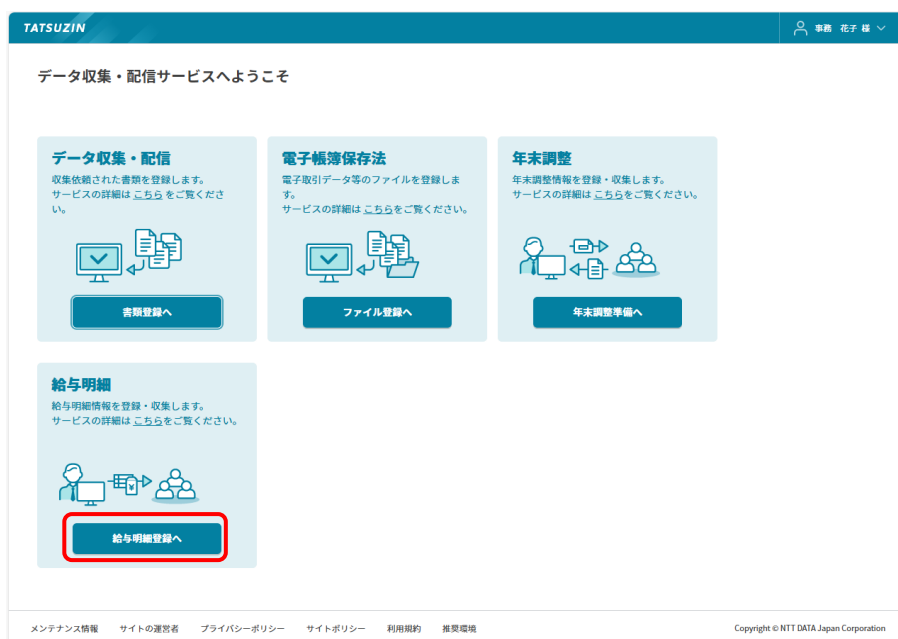 TATSUZIN
事務 花子 様
データ収集・配信サービスへようこそ
データ収集・配信
収集依頼された書類を登録します。
サービスの詳細は こちら をご覧くださ
い。
書類登録へ
電子帳簿保存法
電子取引データ等のファイルを登録しま
す。
サービスの詳細は こちらをご覧ください。
ファイル登録へ
年末調整
年末調整情報を登録・収集します。
サービスの詳細は こちらをご覧ください。
年末調整準備へ
給与明細
給与明細情報を登録・収集します。
サービスの詳細は こちらをご覧ください。
¥
給与明細登録へ
メンテナンス情報 サイトの運営者 プライバシーポリシー サイトポリシー 利用規約 推奨環境 Copyright © NTT DATA Japan Corporation